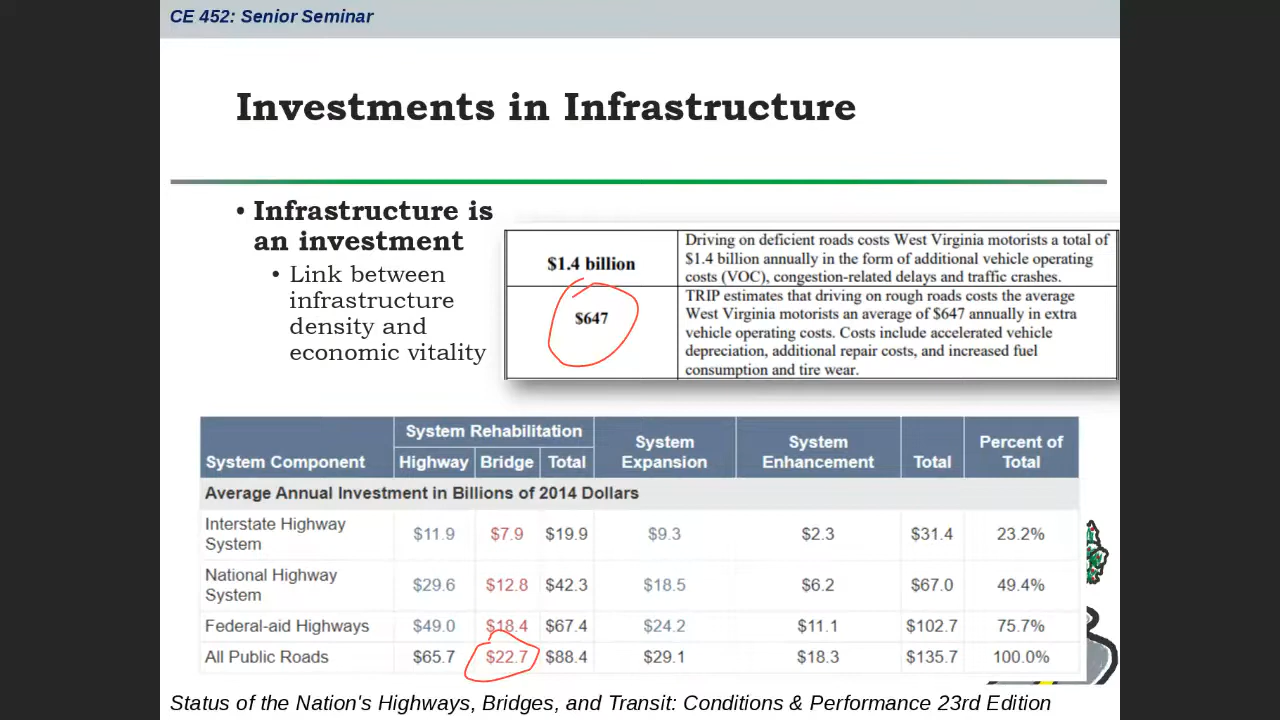 CE 452: Senior Seminar
Investments in Infrastructure
• Infrastructure is
an investment
• Link between
infrastructure
density and
economic vitality
$1.4 billion
Driving on deficient roads costs West Virginia motorists a total of
$1.4 billion annually in the form of additional vehicle operating
costs (VOC), congestion-related delays and traffic crashes.
$647
TRIP estimates that driving on rough roads costs the average
West Virginia motorists an average of $647 annually in extra
vehicle operating costs. Costs include accelerated vehicle
depreciation, additional repair costs, and increased fuel
consumption and tire wear.
System Component
System Rehabilitation
Highway Bridge Total
System
Expansion
System
Enhancement
Total
Percent of
Total
Average Annual Investment in Billions of 2014 Dollars
Interstate Highway
System
$11.9 $7.9 $19.9 $9.3 $2.3 $31.4 23.2%
National Highway
System
$29.6 $12.8 $42.3 $18.5 $6.2 $67.0 49.4%
Federal-aid Highways $49.0 $18.4 $67.4 $24.2 $11.1 $102.7 75.7%
All Public Roads $65.7 $22.7 $88.4 $29.1 $18.3 $135.7 100.0%
Status of the Nation's Highways, Bridges, and Transit: Conditions & Performance 23rd Edition